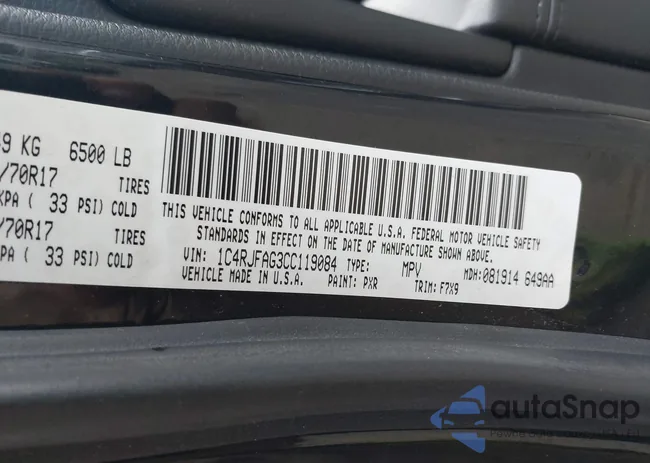 49 KG 6500 LB
/70R17 TIRES
KPA ( 33 PSI) COLD
/70R17 TIRES
PA ( 33 PSI) COLD
THIS VEHICLE CONFORMS TO ALL APPLICABLE U.S.A. FEDERAL MOTOR VEHICLE SAFETY
STANDARDS IN EFFECT ON THE DATE OF MANUFACTURE SHOWN ABOVE.
VIN: 1C4RJFAG3CC119084 TYPE: MPV MDH: 081914 649AA
VEHICLE MADE IN U.S.A. PAINT: PXR TRIM: F7X9
autaSnap